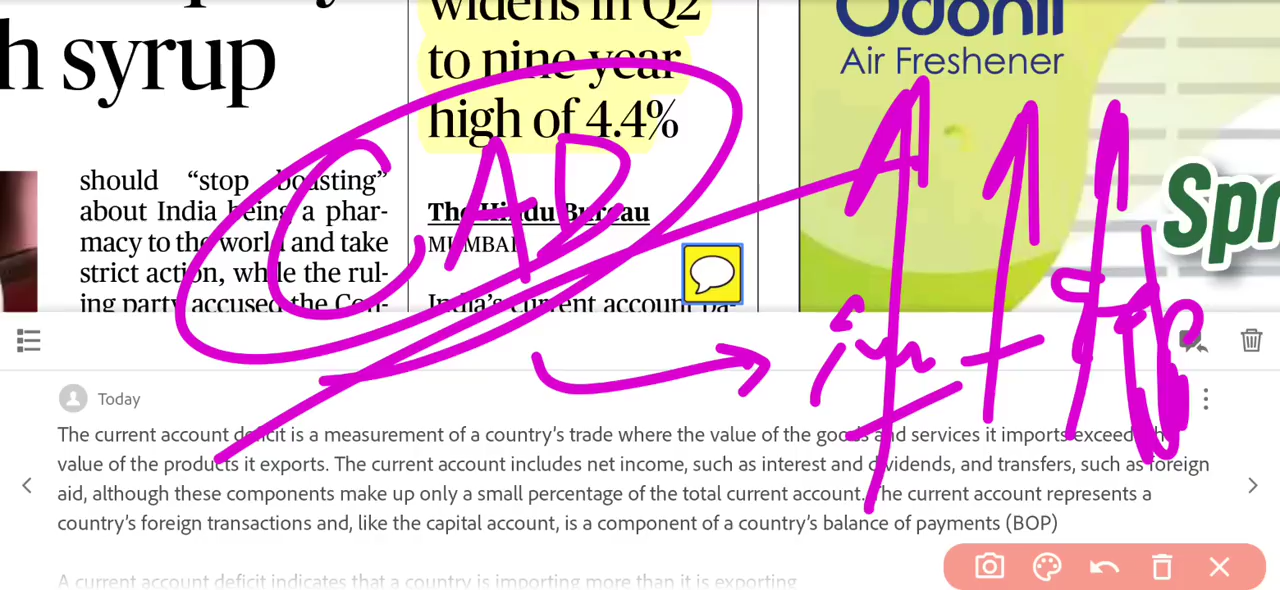 h syrup
should “stop boasting”
about India being a phar-
macy to the world and take
strict action, while the rul-
ing party accused the Con-
widens in Q2
to nine year
high of 4.4%
The Hindu Bureau
MUMBAI
India’s current account
Odonil
Air Freshener
Spr
CAD
Today
The current account deficit is a measurement of a country’s trade where the value of the goods and services it imports exceeds the
value of the products it exports. The current account includes net income, such as interest and dividends, and transfers, such as foreign
aid, although these components make up only a small percentage of the total current account. The current account represents a
country’s foreign transactions and, like the capital account, is a component of a country’s balance of payments (BOP)
A current account deficit indicates that a country is importing more than it is exporting